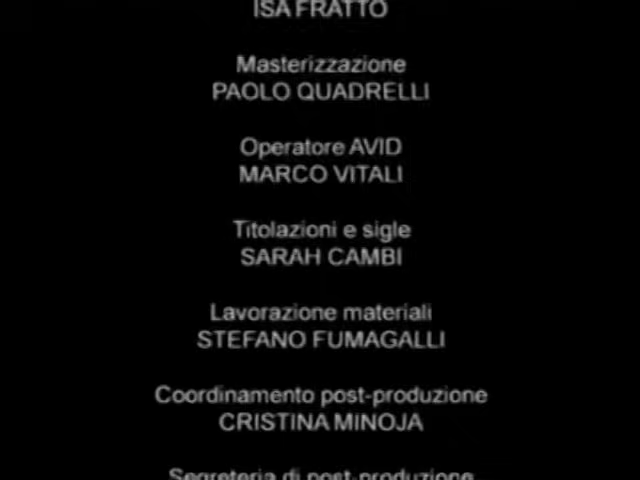 ISA FRATTO
Masterizzazione
PAOLO QUADRELLI
Operatore AVID
MARCO VITALI
Titolazioni e sigle
SARAH CAMBI
Lavorazione materiali
STEFANO FUMAGALLI
Coordinamento post-produzione
CRISTINA MINOJA
Segreteria di post-produzione